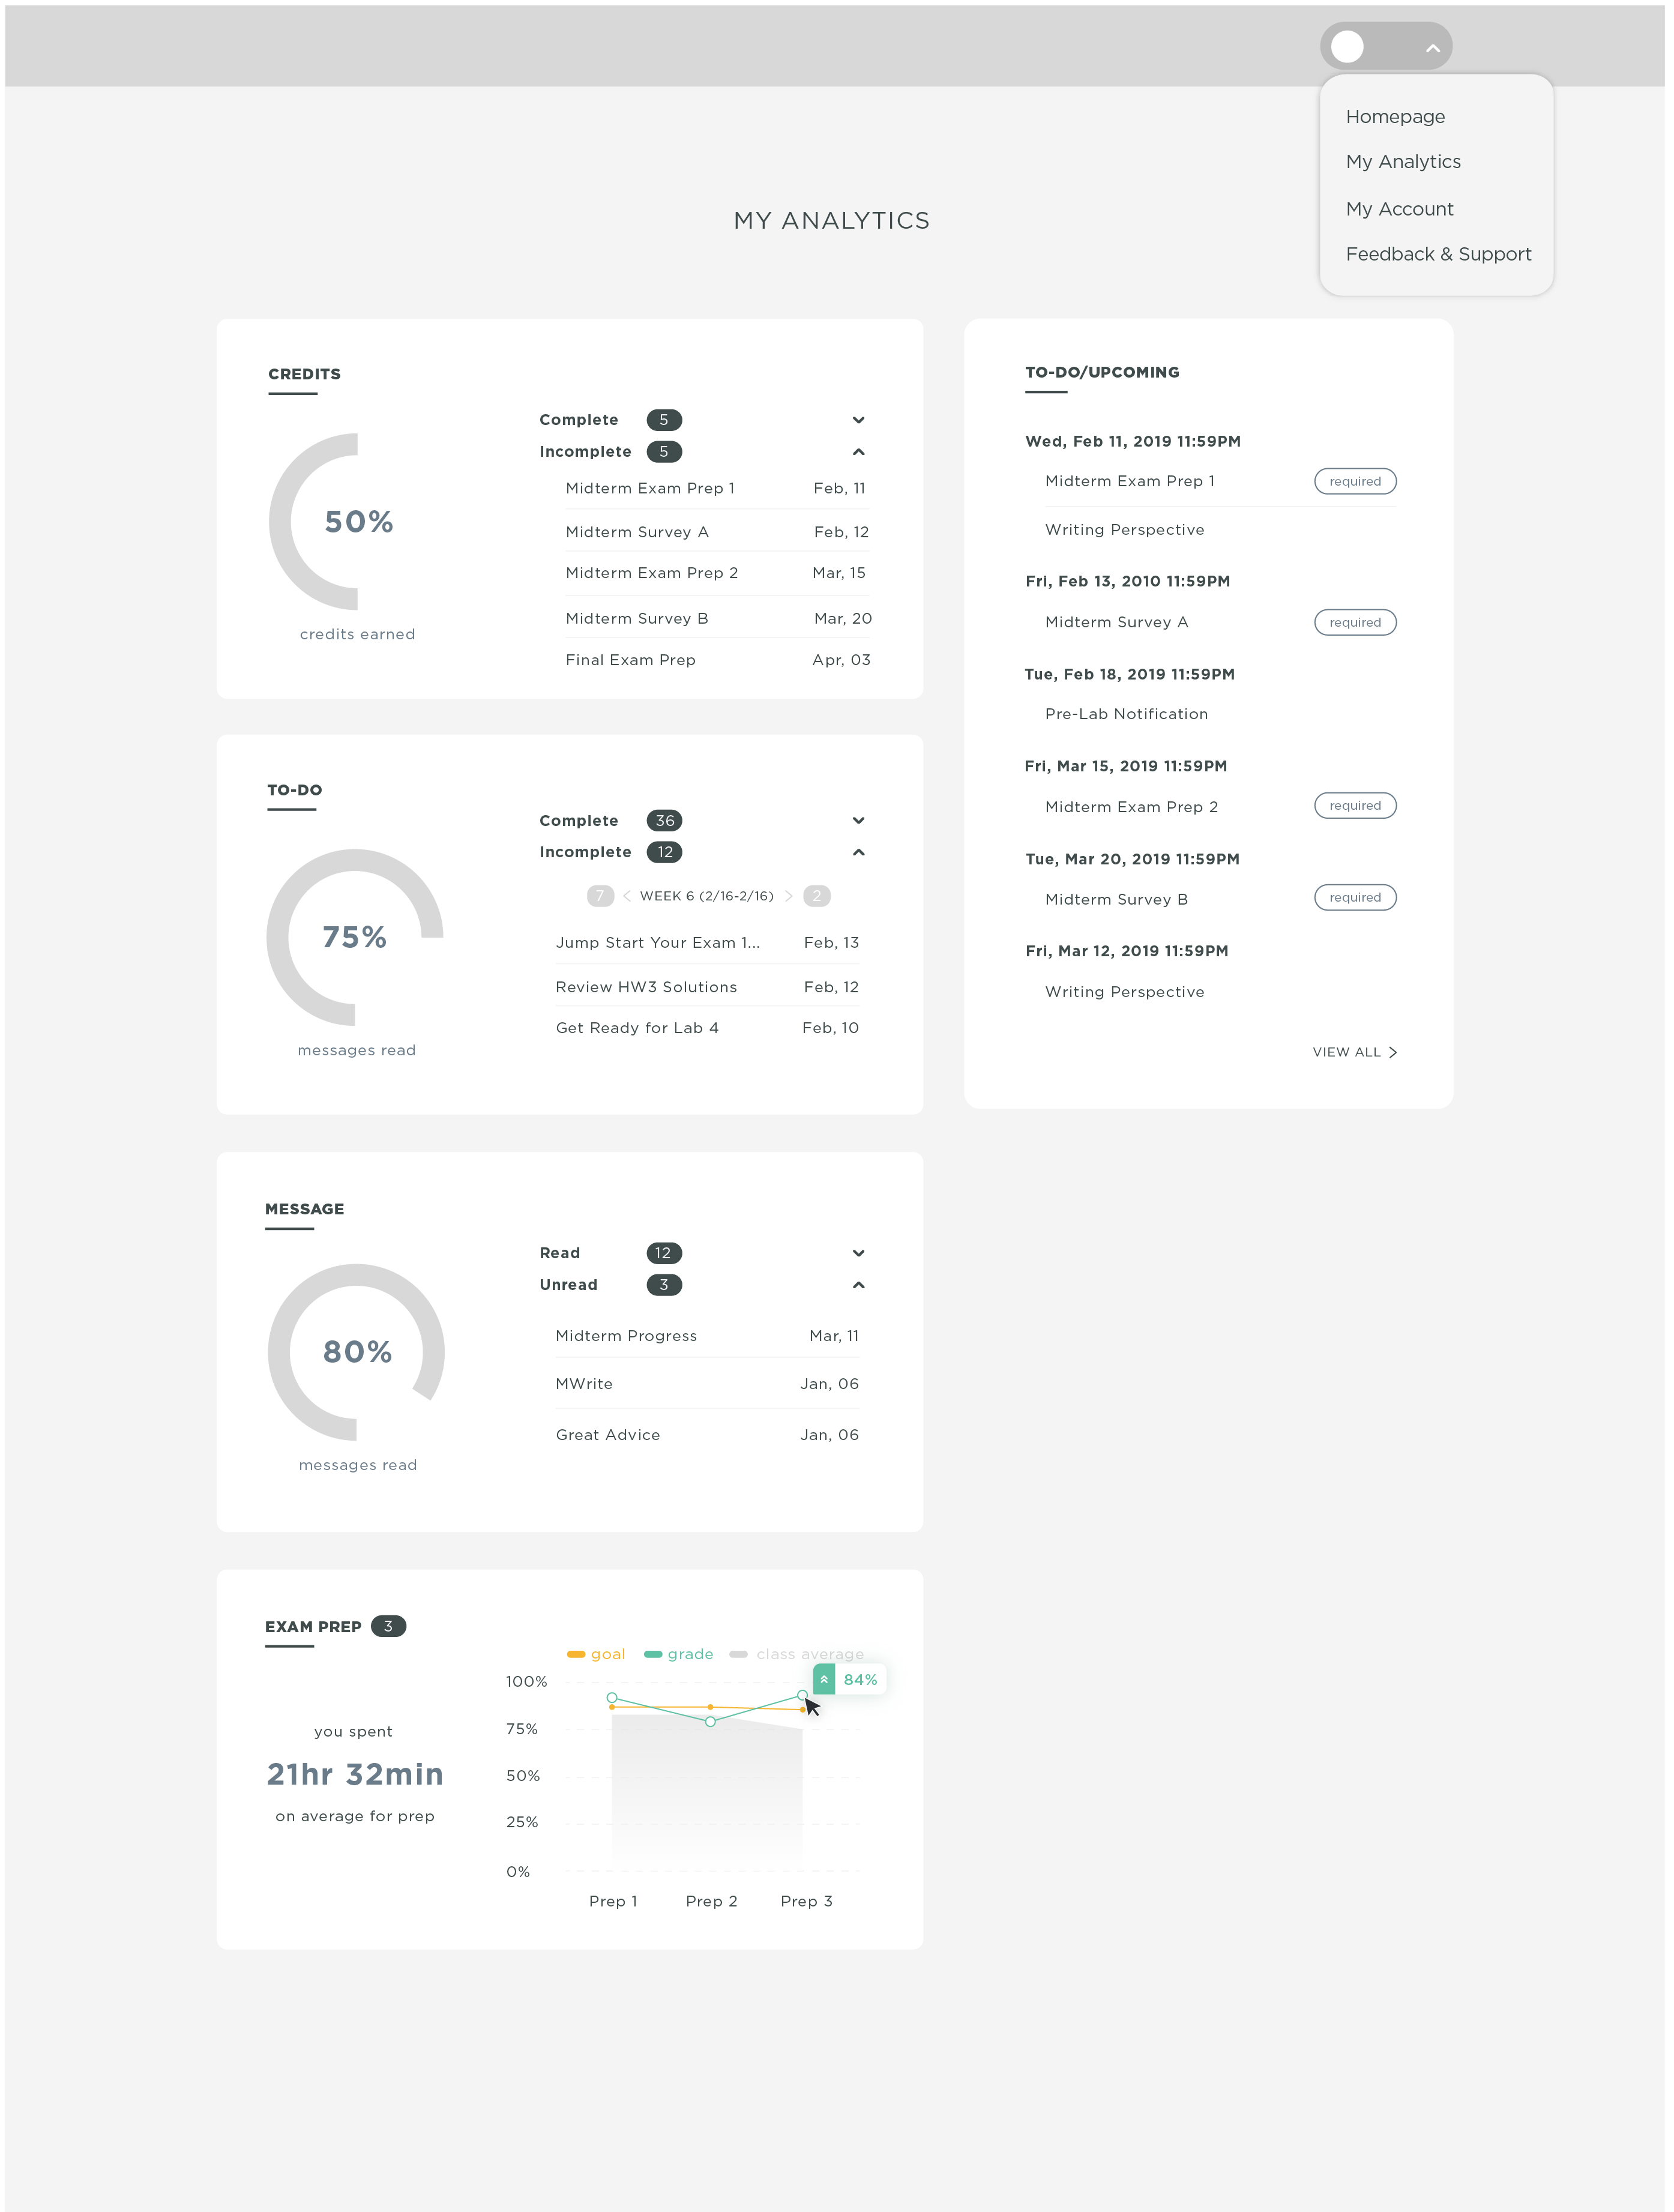 Homepage
My Analytics
My Account
Feedback & Support
MY ANALYTICS
CREDITS
50%
credits earned
Complete 5
Incomplete 5
Midterm Exam Prep 1 Feb, 11
Midterm Survey A Feb, 12
Midterm Exam Prep 2 Mar, 15
Midterm Survey B Mar, 20
Final Exam Prep Apr, 03
TO-DO
75%
messages read
Complete 36
Incomplete 12
7 < WEEK 6 (2/16-2/16) > 2
Jump Start Your Exam 1... Feb, 13
Review HW3 Solutions Feb, 12
Get Ready for Lab 4 Feb, 10
MESSAGE
80%
messages read
Read 12
Unread 3
Midterm Progress Mar, 11
MWrite Jan, 06
Great Advice Jan, 06
EXAM PREP 3
you spent
21hr 32min
on average for prep
goal grade class average
84%
100%
75%
50%
25%
0%
Prep 1 Prep 2 Prep 3
TO-DO/UPCOMING
Wed, Feb 11, 2019 11:59PM
Midterm Exam Prep 1 required
Writing Perspective
Fri, Feb 13, 2010 11:59PM
Midterm Survey A required
Tue, Feb 18, 2019 11:59PM
Pre-Lab Notification
Fri, Mar 15, 2019 11:59PM
Midterm Exam Prep 2 required
Tue, Mar 20, 2019 11:59PM
Midterm Survey B required
Fri, Mar 12, 2019 11:59PM
Writing Perspective
VIEW ALL >